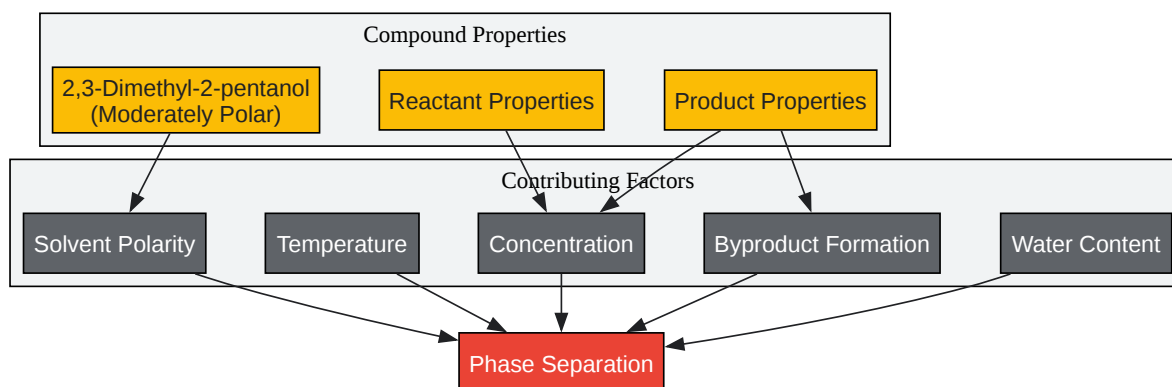 Compound Properties
2,3-Dimethyl-2-pentanol
(Moderately Polar)
Reactant Properties
Product Properties
Contributing Factors
Solvent Polarity
Temperature
Concentration
Byproduct Formation
Water Content
Phase Separation